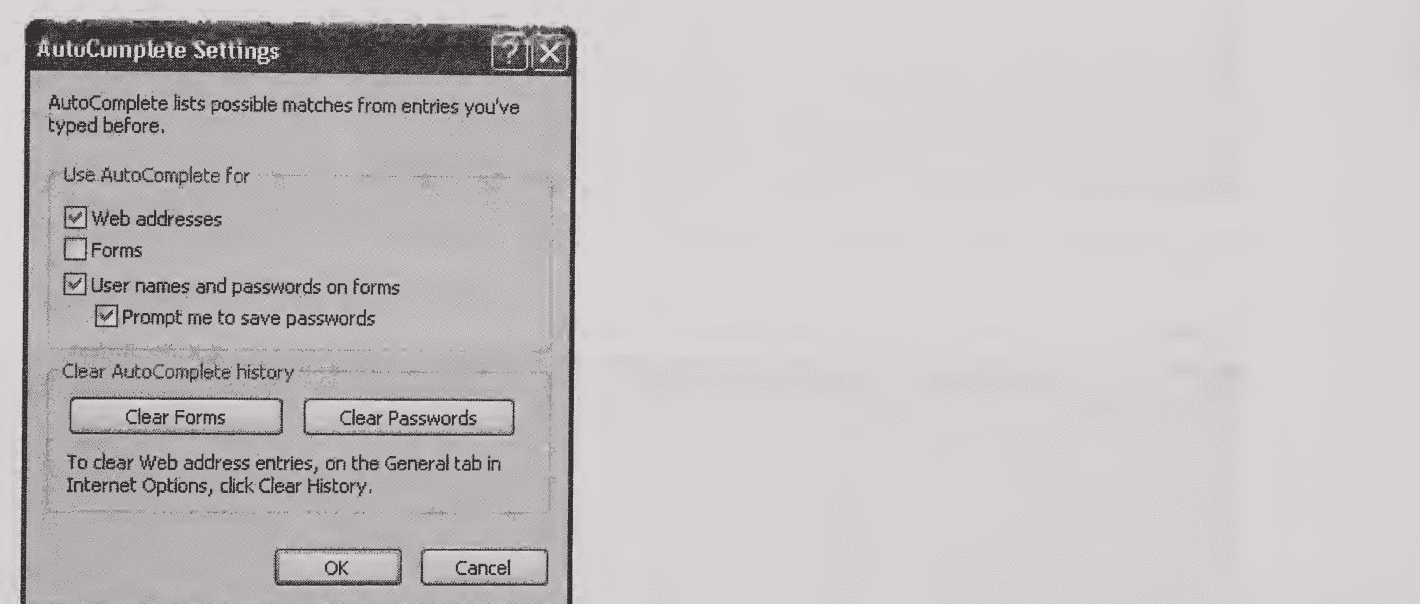 AutoComplete Settings
AutoComplete lists possible matches from entries you've
typed before.
Use AutoComplete for
Web addresses
Forms
User names and passwords on forms
Prompt me to save passwords
Clear AutoComplete history
Clear Forms Clear Passwords
To clear Web address entries, on the General tab in
Internet Options, click Clear History.
OK Cancel